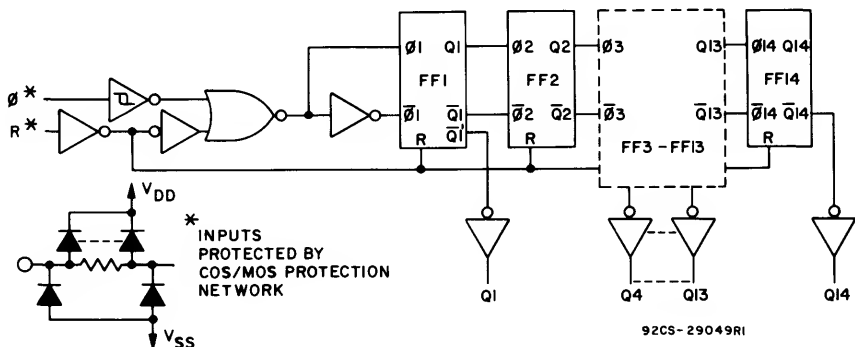 Ø1 Q1 Ø2 Q2 Ø3 Q13 Ø14 Q14
FF1 FF2 FF14
Ø*
R*
Ø̅1 Q̅1 Ø̅2 Q̅2 Ø̅3 Q̅13 Ø̅14 Q̅14
Q̅1'
R R R
FF3-FF13
VDD
*
INPUTS
PROTECTED BY
COS/MOS PROTECTION
NETWORK
VSS
Q1 Q4 Q13 Q14
92CS-29049R1